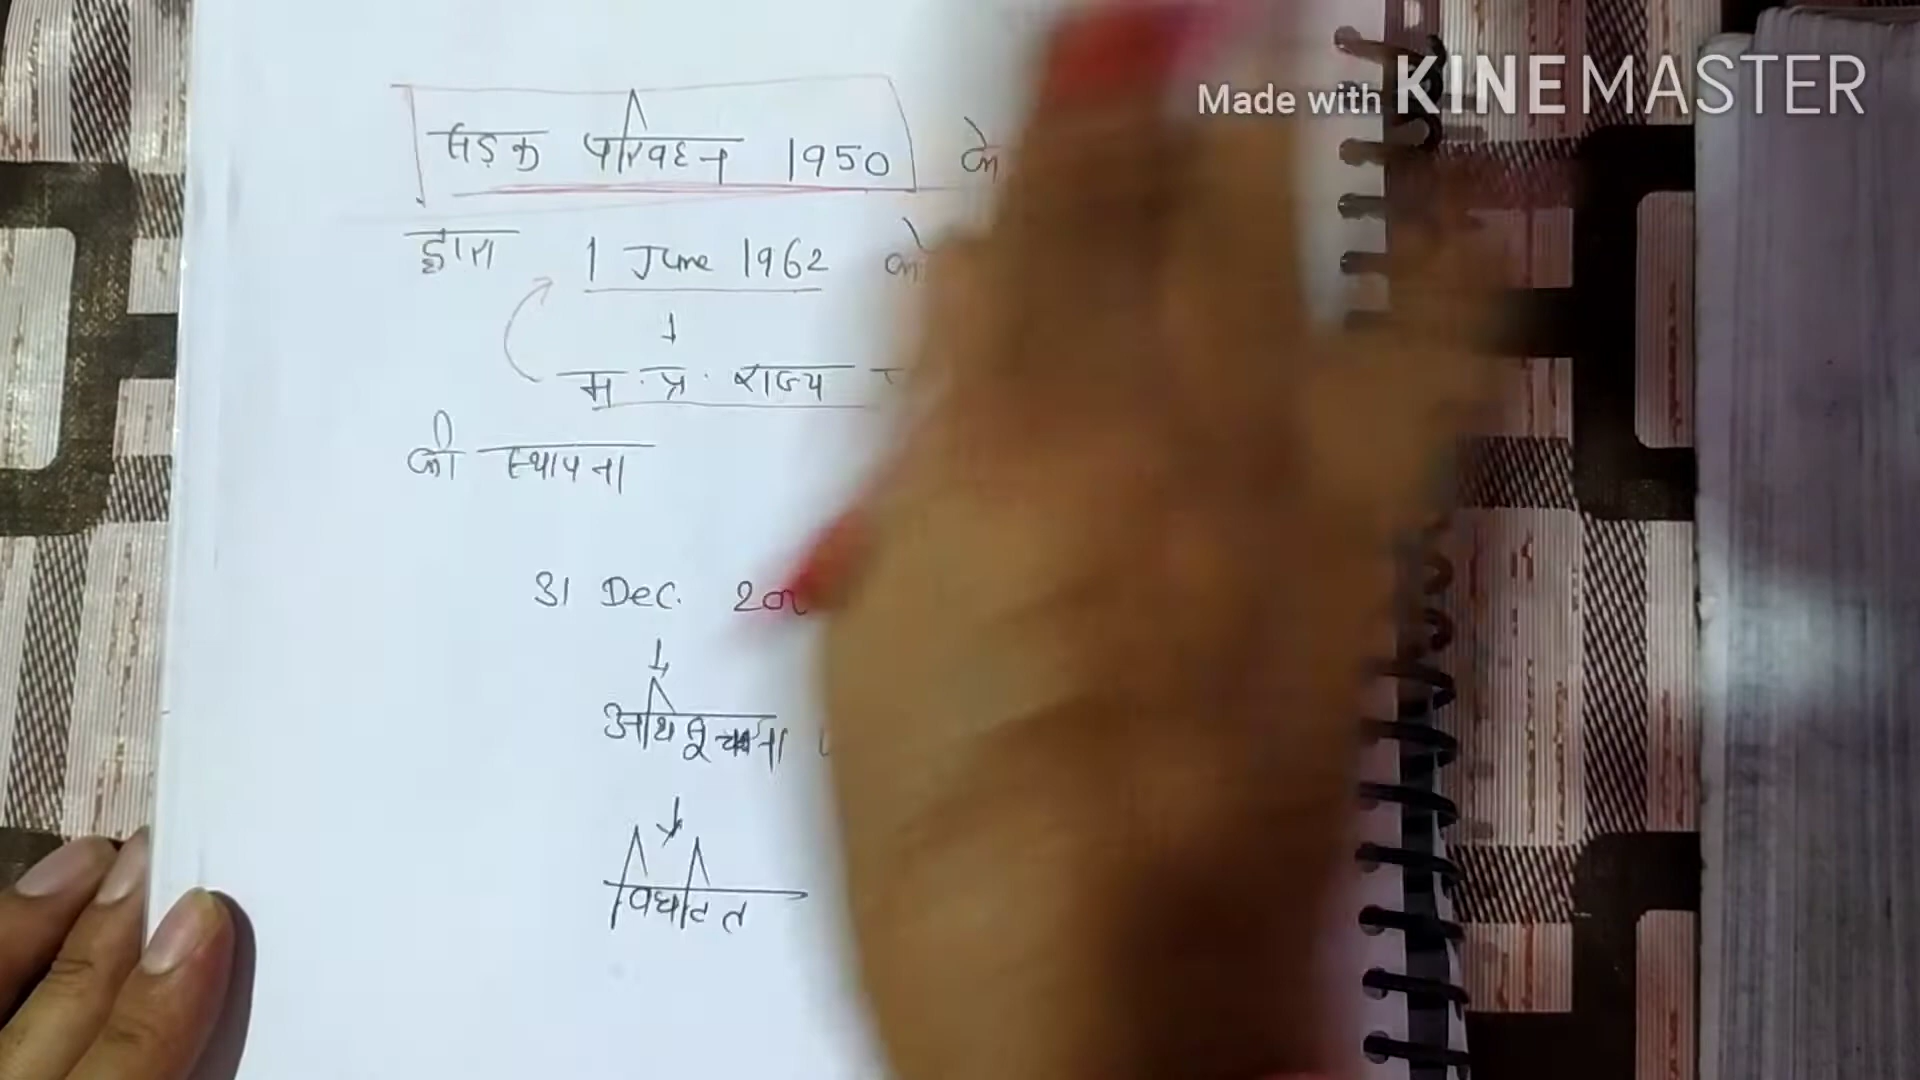 Made with KINEMASTER
सड़क परिवहन 1950 के
द्वारा 1 June 1962 को
म. प्र. राज्य
की स्थापना
31 Dec.
अधिसूचना
विघटित